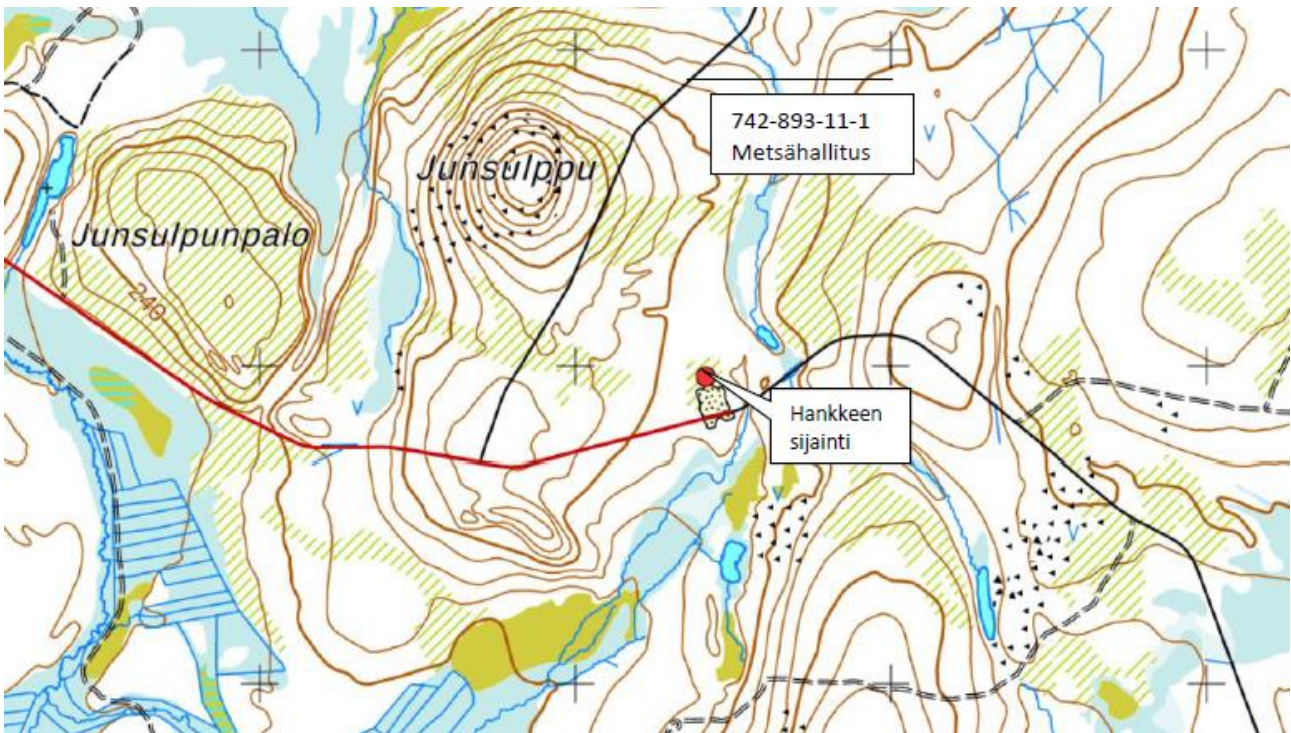 742-893-11-1
Metsähallitus
Junsulppu
Junsulpunpalo
240
Hankkeen
sijainti